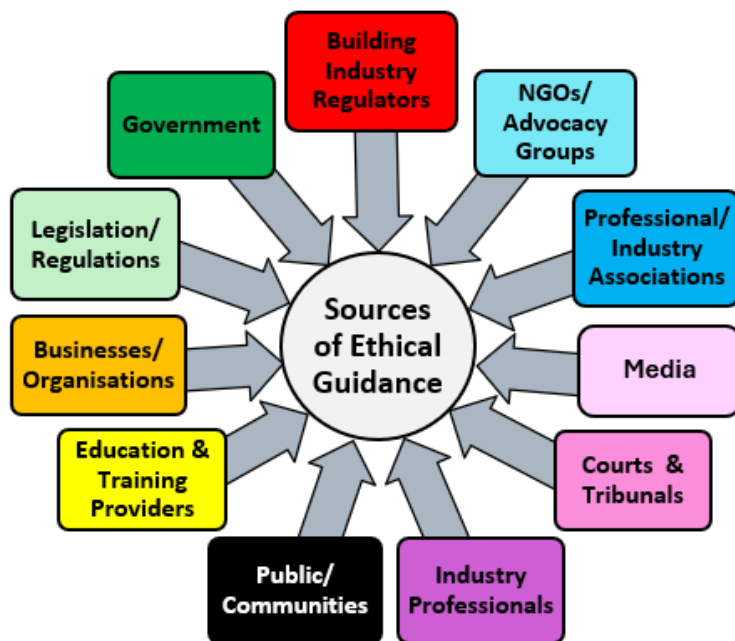 Building
Industry
Regulators
NGOs/
Advocacy
Groups
Government
Legislation/
Regulations
Professional/
Industry
Associations
Sources
of Ethical
Guidance
Businesses/
Organisations
Media
Education &
Training
Providers
Courts & 
Tribunals
Public/
Communities
Industry
Professionals